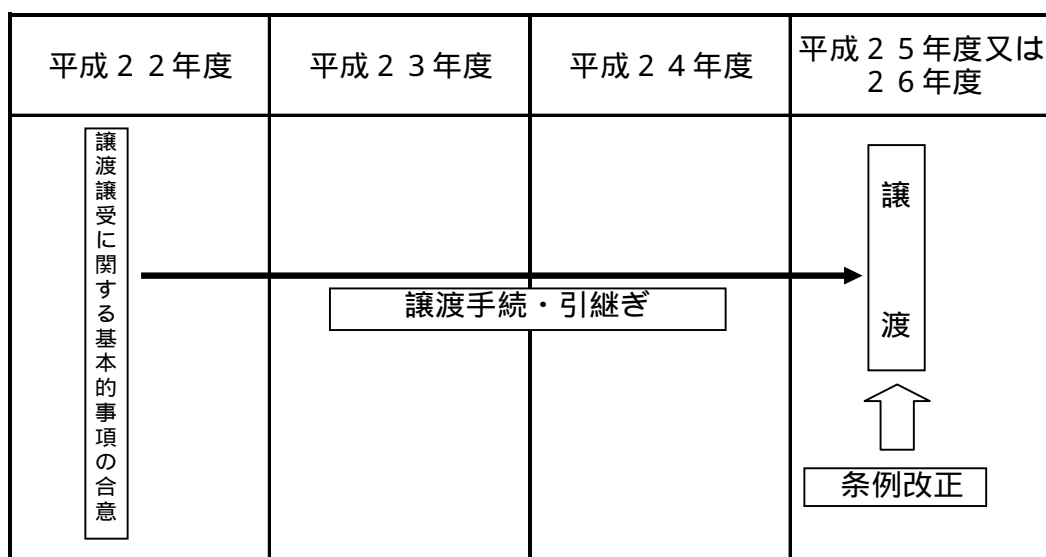 平成２２年度
平成２３年度
平成２４年度
平成２５年度又は
２６年度
譲渡譲受に関する基本的事項の合意
譲渡手続・引継ぎ
譲渡
条例改正